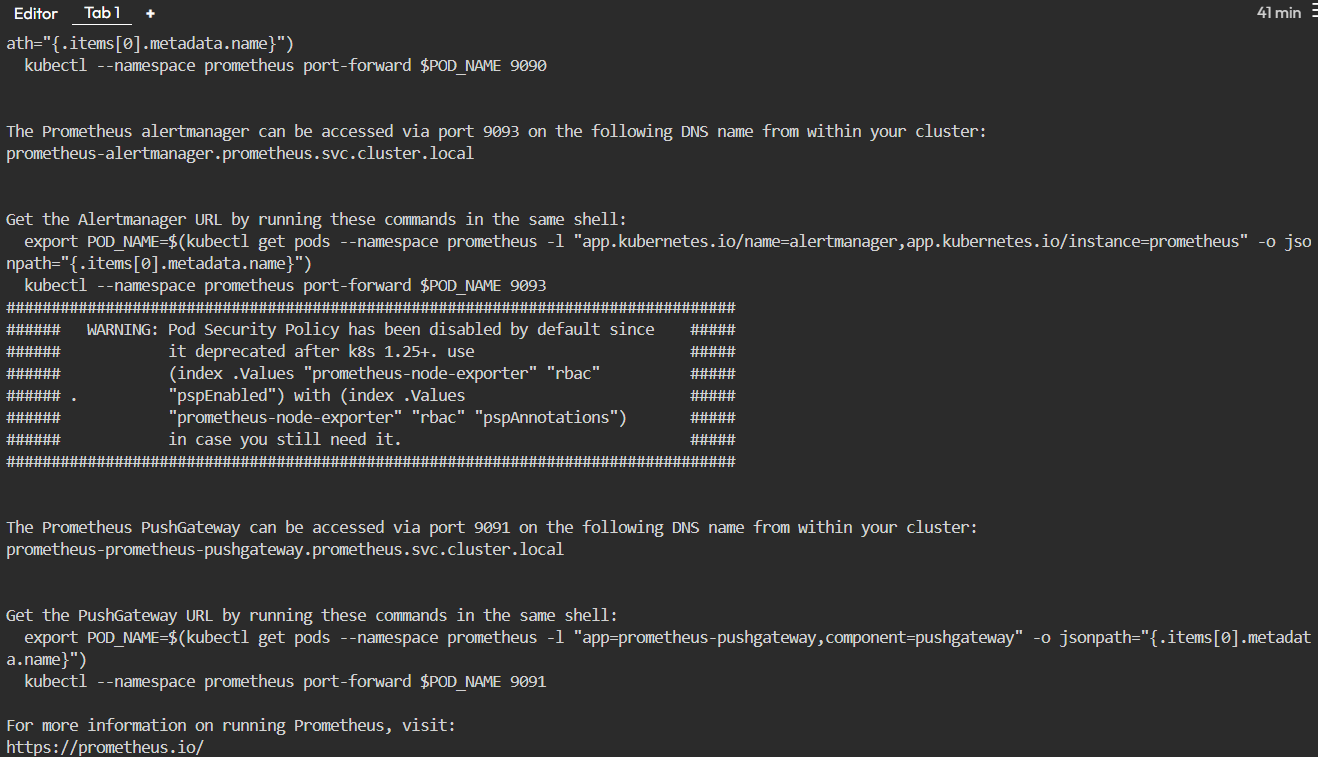 Editor Tab 1 + 41 min
ath="{.items[0].metadata.name}")
  kubectl --namespace prometheus port-forward $POD_NAME 9090
The Prometheus alertmanager can be accessed via port 9093 on the following DNS name from within your cluster:
prometheus-alertmanager.prometheus.svc.cluster.local
Get the Alertmanager URL by running these commands in the same shell:
  export POD_NAME=$(kubectl get pods --namespace prometheus -l "app.kubernetes.io/name=alertmanager,app.kubernetes.io/instance=prometheus" -o jso
npath="{.items[0].metadata.name}")
  kubectl --namespace prometheus port-forward $POD_NAME 9093
#################################################################################
######   WARNING: Pod Security Policy has been disabled by default since    #####
######            it deprecated after k8s 1.25+. use                        #####
######            (index .Values "prometheus-node-exporter" "rbac"          #####
###### .          "pspEnabled") with (index .Values                         #####
######            "prometheus-node-exporter" "rbac" "pspAnnotations")       #####
######            in case you still need it.                                #####
#################################################################################
The Prometheus PushGateway can be accessed via port 9091 on the following DNS name from within your cluster:
prometheus-prometheus-pushgateway.prometheus.svc.cluster.local
Get the PushGateway URL by running these commands in the same shell:
  export POD_NAME=$(kubectl get pods --namespace prometheus -l "app=prometheus-pushgateway,component=pushgateway" -o jsonpath="{.items[0].metadat
a.name}")
  kubectl --namespace prometheus port-forward $POD_NAME 9091
For more information on running Prometheus, visit:
https://prometheus.io/